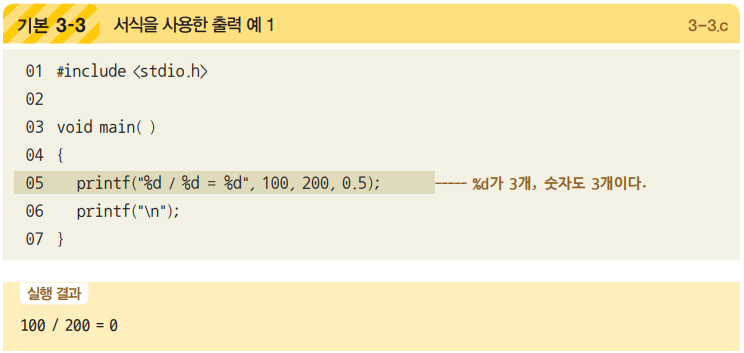 기본 3-3 서식을 사용한 출력 예 1 3-3.c
01 #include <stdio.h>
02
03 void main( )
04 {
05 printf("%d / %d = %d", 100, 200, 0.5); ----- %d가 3개, 숫자도 3개이다.
06 printf("\n");
07 }
실행 결과
100 / 200 = 0